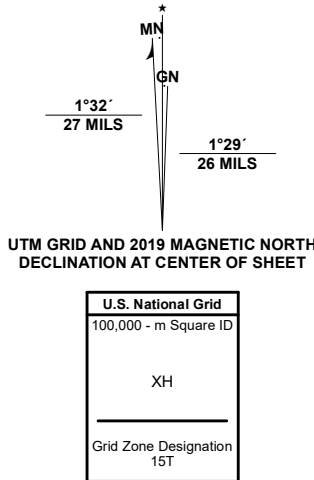 ★
MN
GN
1°32´
27 MILS
1°29´
26 MILS
UTM GRID AND 2019 MAGNETIC NORTH
DECLINATION AT CENTER OF SHEET
U.S. National Grid
100,000 - m Square ID
XH
Grid Zone Designation
15T